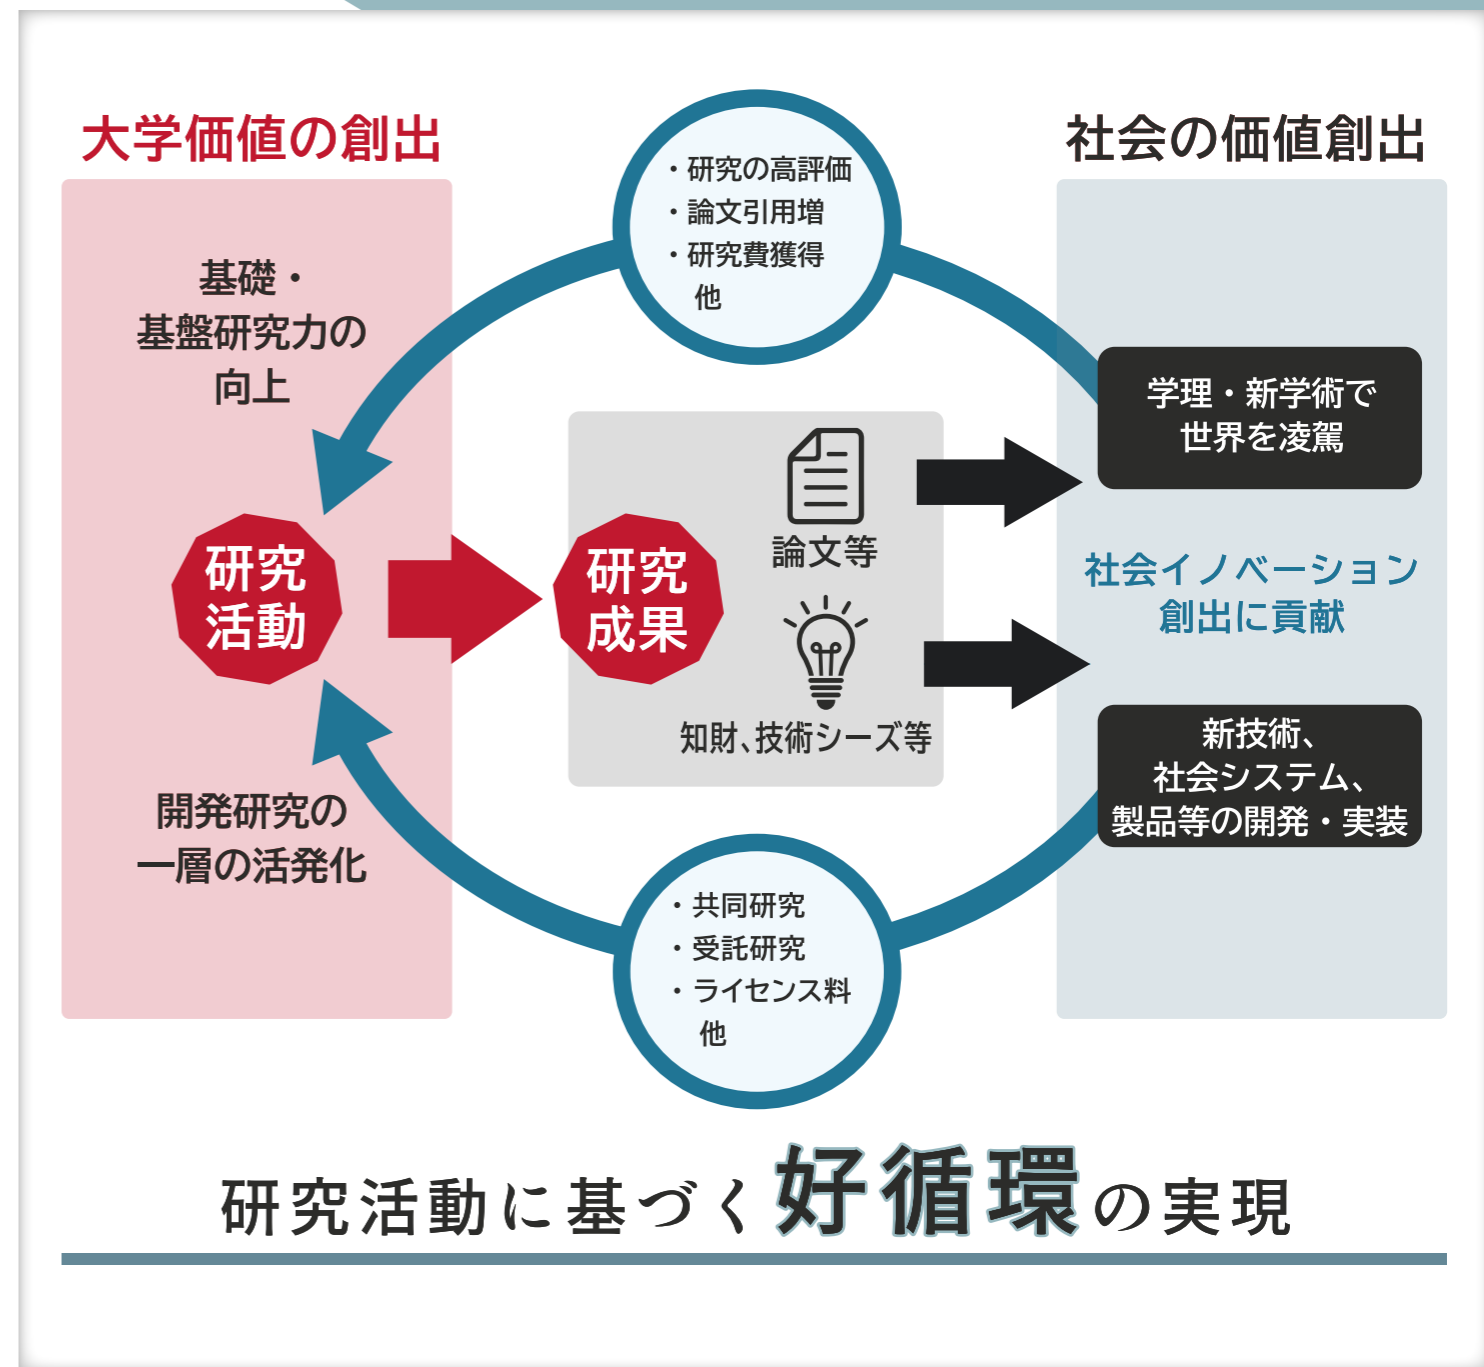 大学価値の創出
社会の価値創出
・研究の高評価
・論文引用増
・研究費獲得
他
基礎・
基盤研究力の
向上
学理・新学術で
世界を凌駕
論文等
研究
活動
研究
成果
社会イノベーション
創出に貢献
知財、技術シーズ等
新技術、
社会システム、
製品等の開発・実装
開発研究の
一層の活発化
・共同研究
・受託研究
・ライセンス料
他
研究活動に基づく好循環の実現